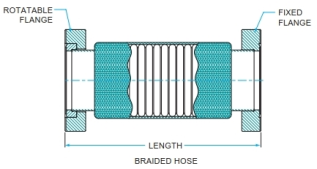 ROTATABLE
FLANGE
FIXED
FLANGE
LENGTH
BRAIDED HOSE